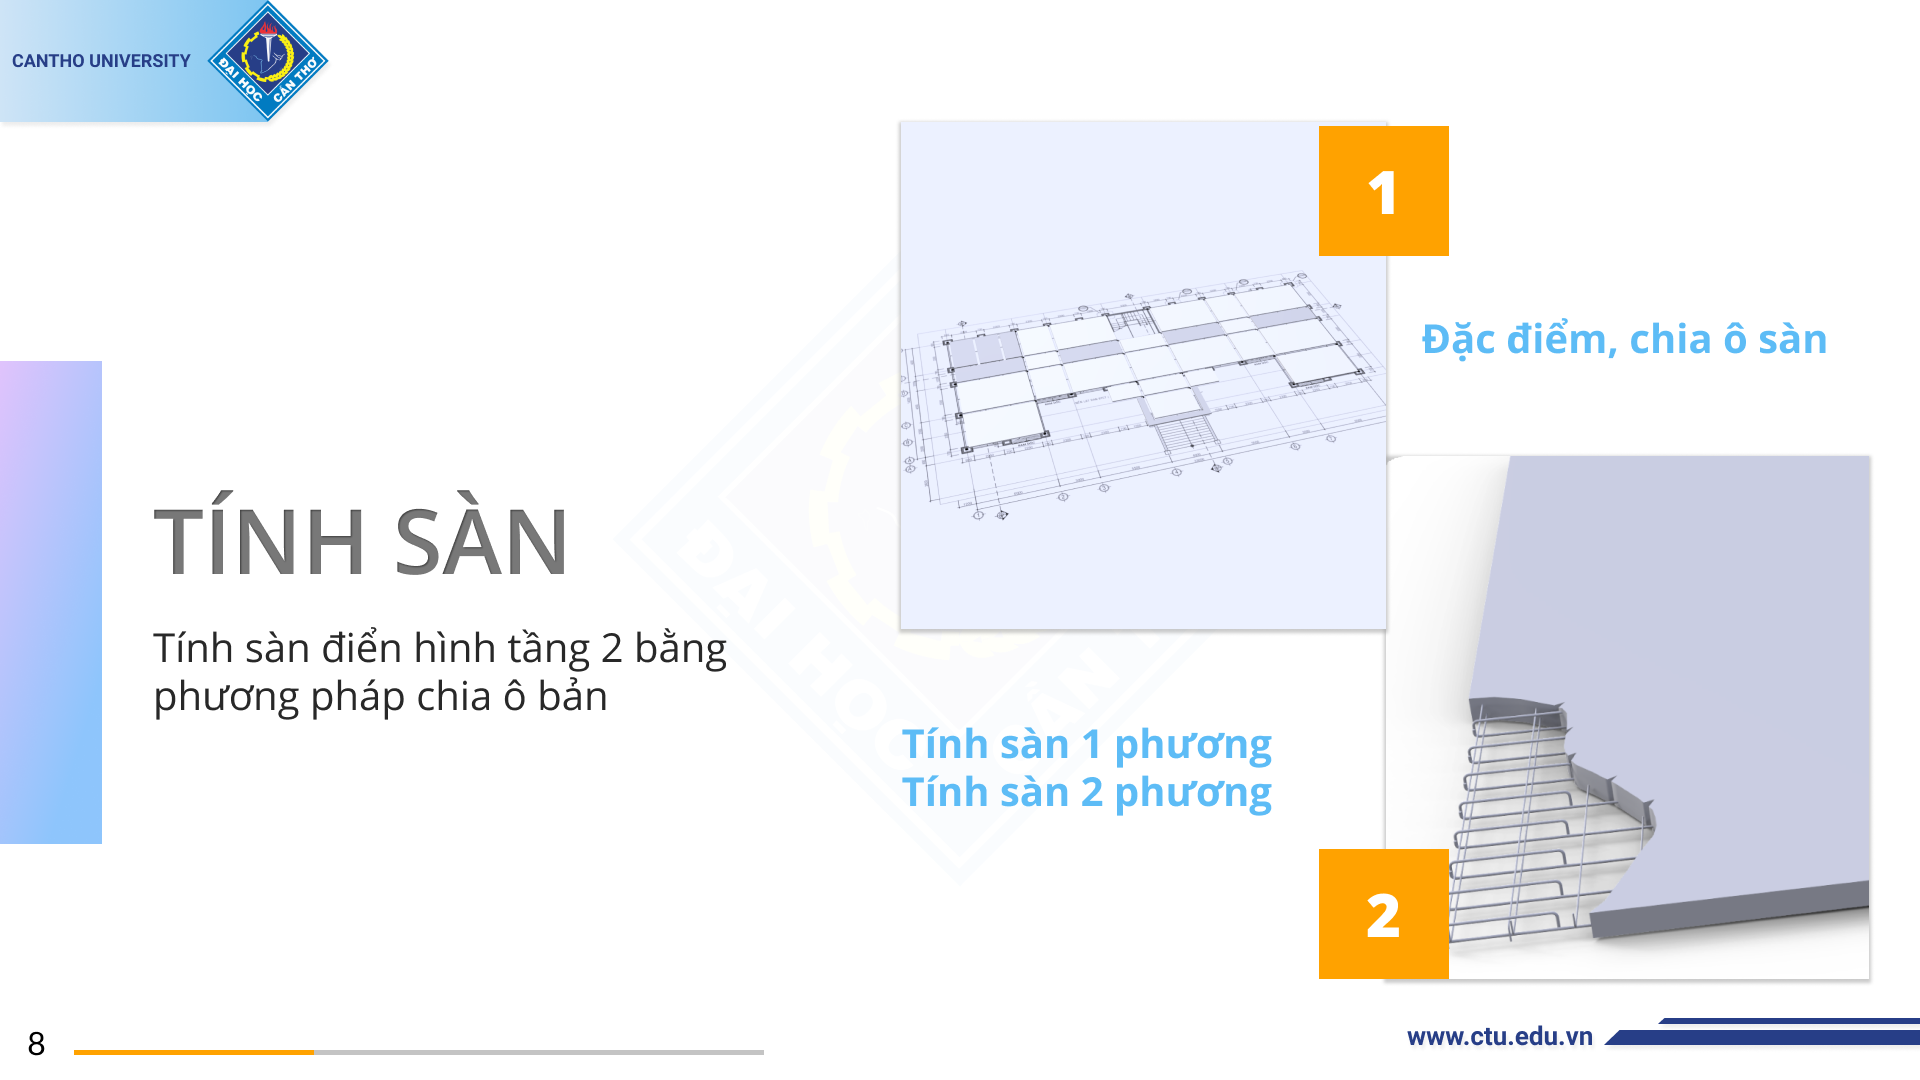 CANTHO UNIVERSITY
ĐẠI HỌC CẦN THƠ
1
Đặc điểm, chia ô sàn
TÍNH SÀN
Tính sàn điển hình tầng 2 bằng
phương pháp chia ô bản
Tính sàn 1 phương
Tính sàn 2 phương
2
8
www.ctu.edu.vn